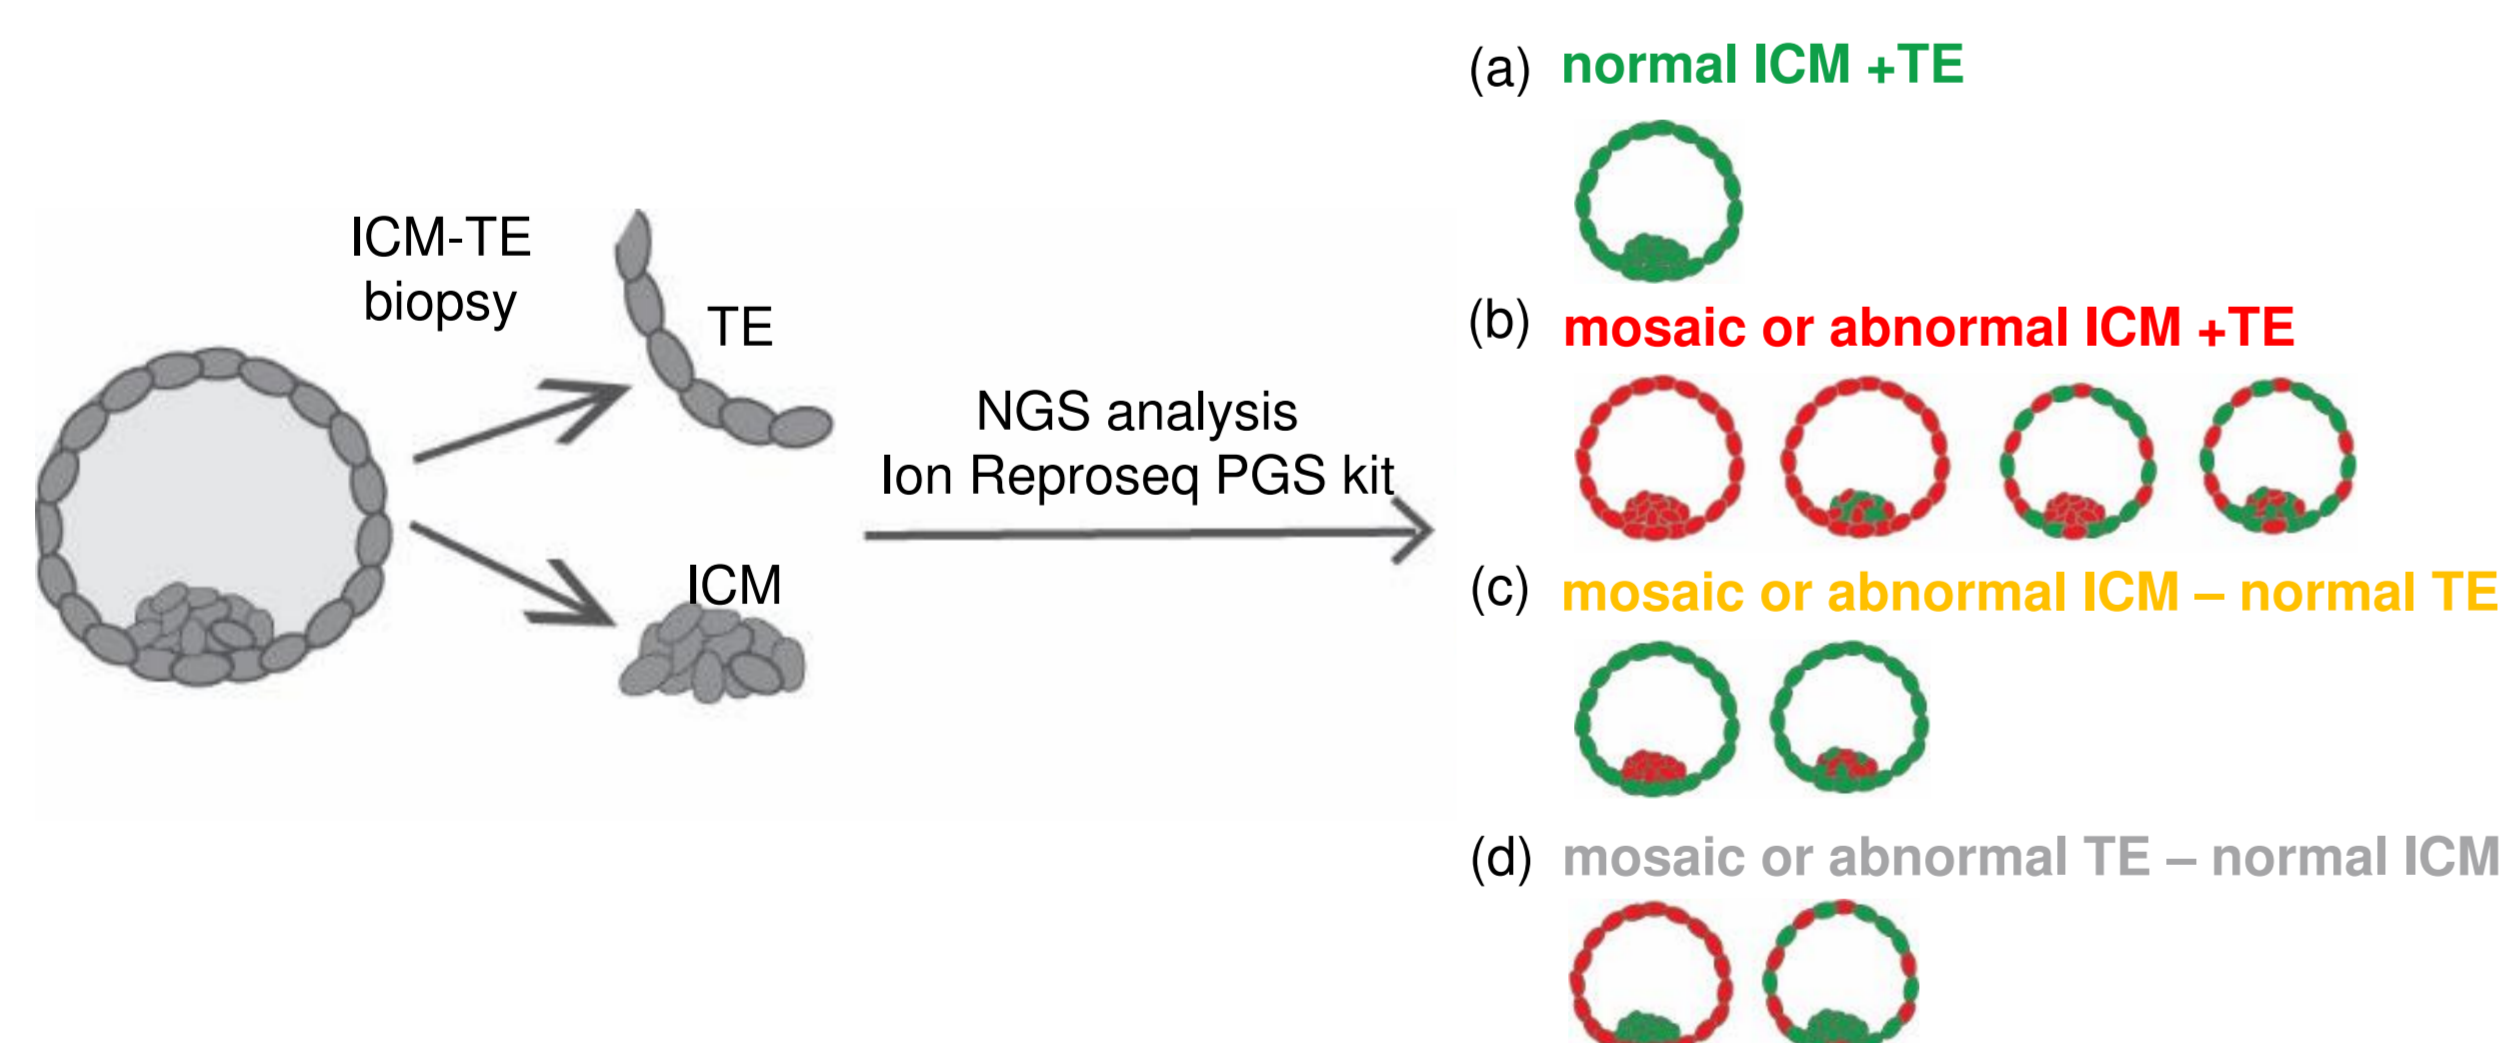 ICM-TE
biopsy
TE
ICM
NGS analysis
Ion Reproseq PGS kit
(a) normal ICM +TE
(b) mosaic or abnormal ICM +TE
(c) mosaic or abnormal ICM – normal TE
(d) mosaic or abnormal TE – normal ICM